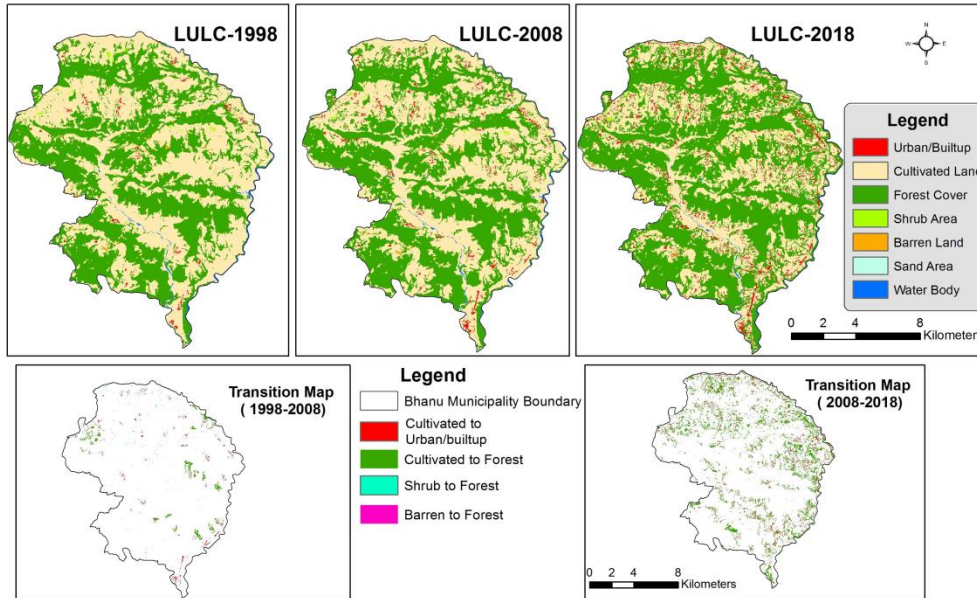 LULC-1998
LULC-2008
LULC-2018
N
W E
S
Legend
Urban/Builtup
Cultivated Land
Forest Cover
Shrub Area
Barren Land
Sand Area
Water Body
0 2 4 8
Kilometers
Transition Map
( 1998-2008)
Legend
Bhanu Municipality Boundary
Cultivated to
Urban/builtup
Cultivated to Forest
Shrub to Forest
Barren to Forest
Transition Map
( 2008-2018)
0 2 4 8
Kilometers